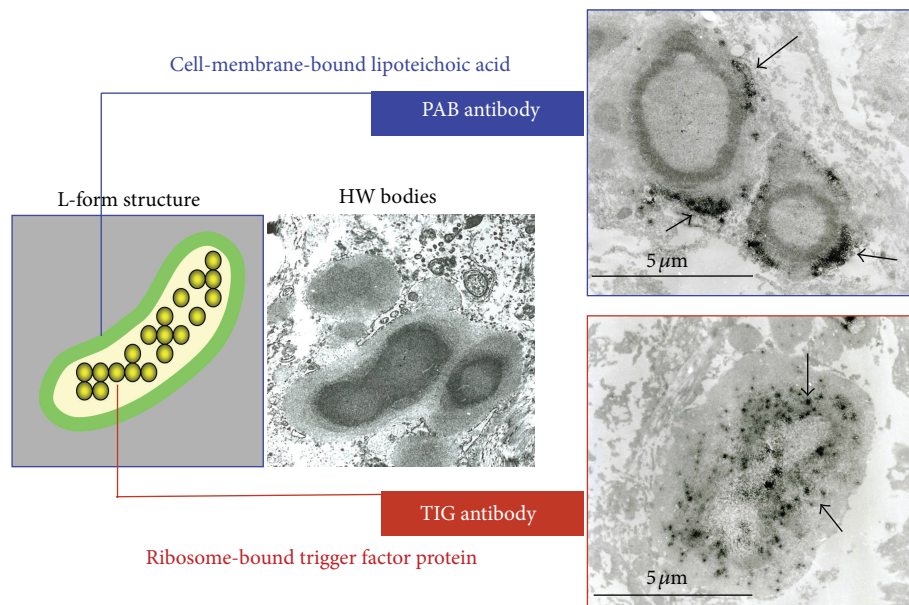 Cell-membrane-bound lipoteichoic acid
PAB antibody
5 μm
L-form structure
HW bodies
TIG antibody
Ribosome-bound trigger factor protein
5 μm